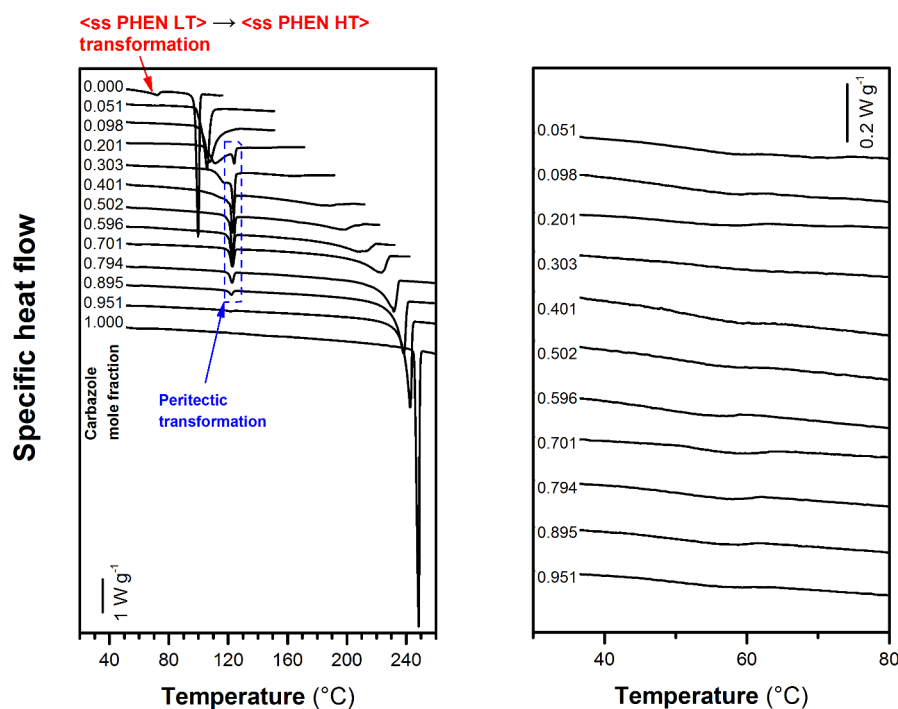 <ss PHEN LT> → <ss PHEN HT>
transformation
Specific heat flow
0.000
0.051
0.098
0.201
0.303
0.401
0.502
0.596
0.701
0.794
0.895
0.951
1.000
Carbazole
mole fraction
Peritectic
transformation
1 W g-1
20 40 80 120 160 200 240
Temperature (°C)
0.2 W g-1
0.051
0.098
0.201
0.303
0.401
0.502
0.596
0.701
0.794
0.895
0.951
40 60 80
Temperature (°C)